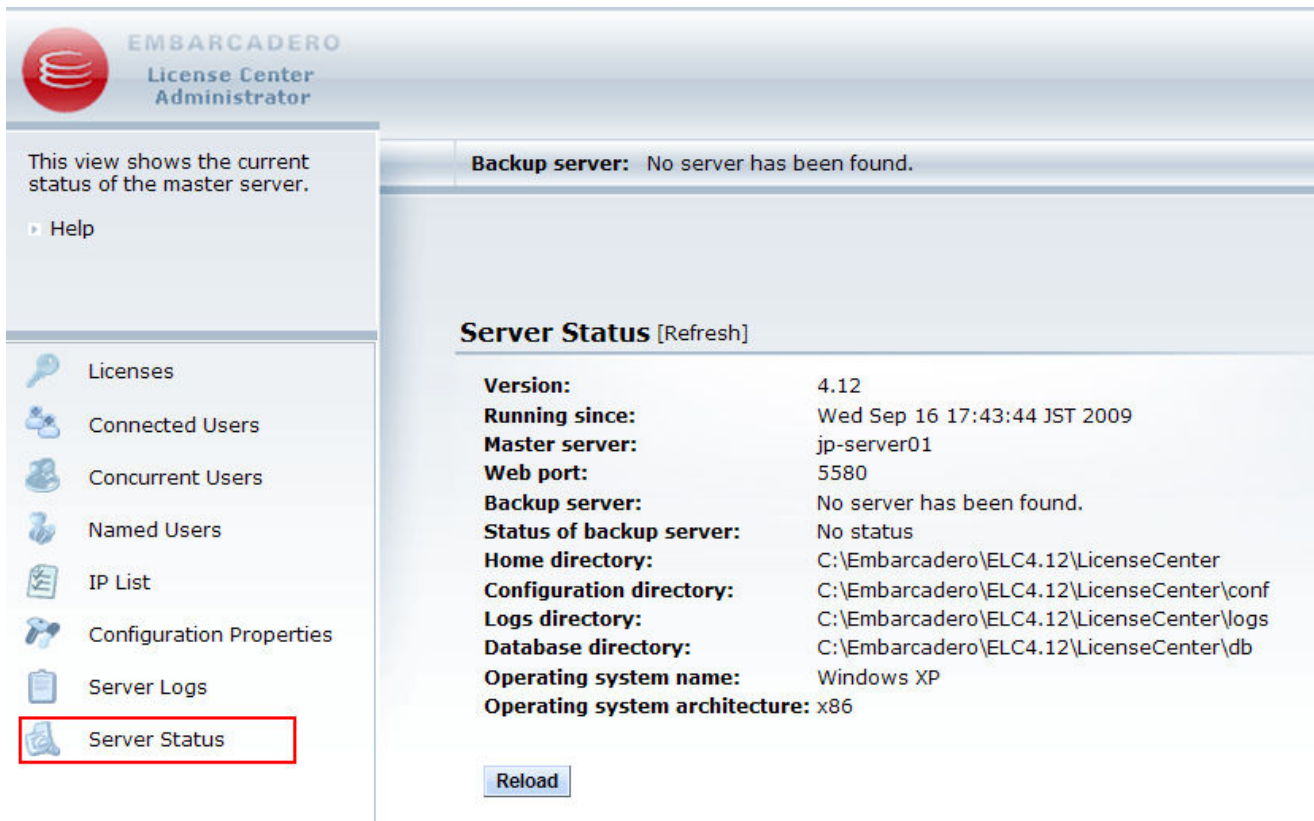 EMBARCADERO
License Center
Administrator
This view shows the current
status of the master server.
Help
Backup server: No server has been found.
Server Status [Refresh]
Version: 4.12
Running since: Wed Sep 16 17:43:44 JST 2009
Master server: jp-server01
Web port: 5580
Backup server: No server has been found.
Status of backup server: No status
Home directory: C:\Embarcadero\ELC4.12\LicenseCenter
Configuration directory: C:\Embarcadero\ELC4.12\LicenseCenter\conf
Logs directory: C:\Embarcadero\ELC4.12\LicenseCenter\logs
Database directory: C:\Embarcadero\ELC4.12\LicenseCenter\db
Operating system name: Windows XP
Operating system architecture: x86
Reload
Licenses
Connected Users
Concurrent Users
Named Users
IP List
Configuration Properties
Server Logs
Server Status